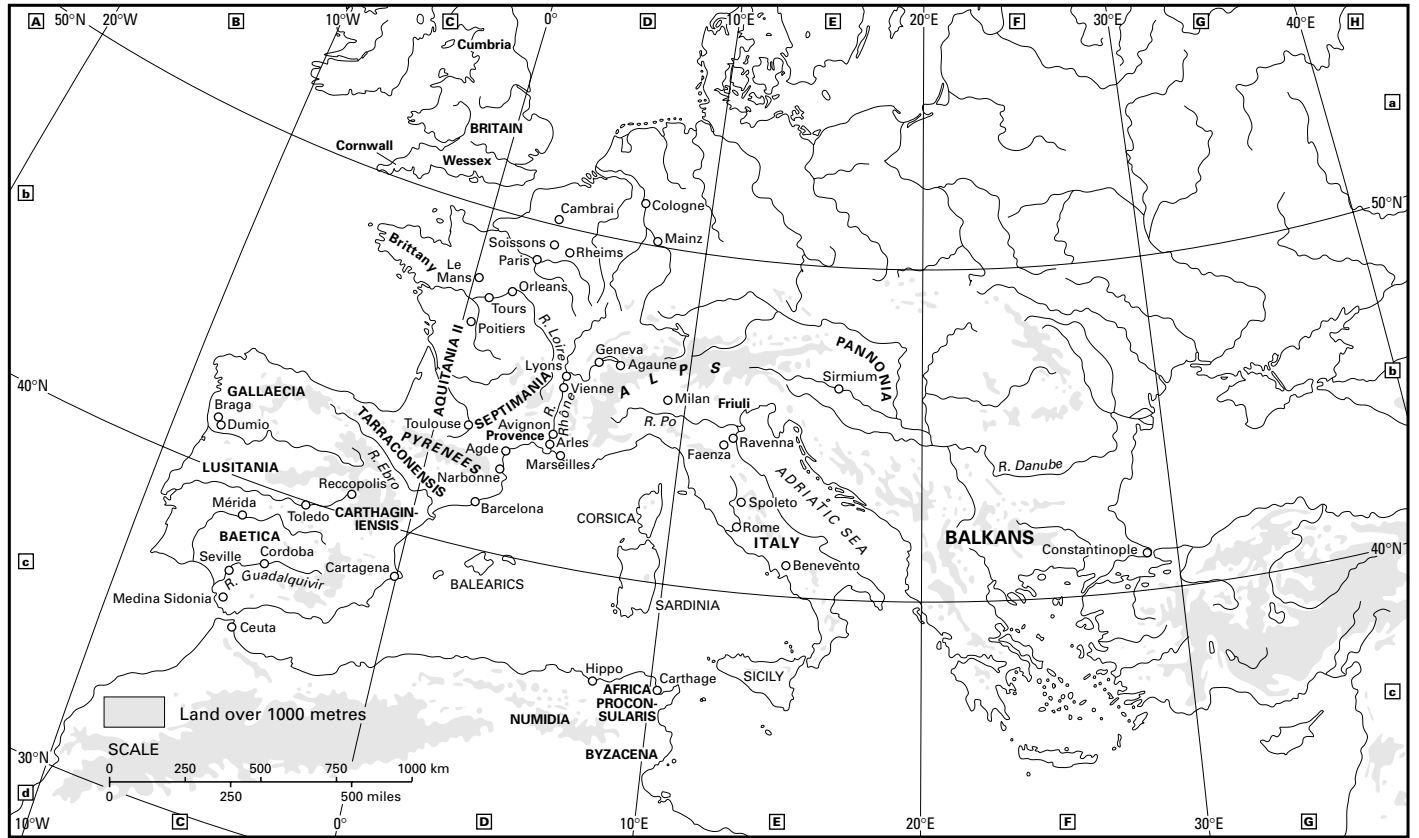 A
50°N
20°W
B
10°W
0
C
0°
D
10°E
E
20°E
F
30°E
G
40°E
H
Cumbria
a
BRITAIN
Cornwall
Wessex
b
50°N
Cambrai
Cologne
Soissons
Paris
Rheims
Mainz
Brittany
Le
Mans
Orleans
Tours
Poitiers
R. Loire
AQUITANIA II
Geneva
Agaune
Lyons
Vienne
ALPS
PANNONIA
Sirmium
b
40°N
GALLAECIA
Braga
Dumio
TARRACONENSIS
Toulouse
SEPTIMANIA
R.
Rhône
Milan
Friuli
Avignon
Provence
R. Po
PYRENEES
Agde
Arles
Marseilles
Narbonne
Ravenna
Faenza
LUSITANIA
R. Ebro
R. Danube
Reccopolis
Mérida
Toledo
CARTHAGIN-
IENSIS
Barcelona
CORSICA
Spoleto
ADRIATIC SEA
Rome
ITALY
BAETICA
BALKANS
Constantinople
40°N
c
Seville
Cordoba
Cartagena
R. Guadalquivir
BALEARICS
Benevento
Medina Sidonia
SARDINIA
Ceuta
Hippo
Carthage
SICILY
AFRICA
PROCON-
SULARIS
NUMIDIA
c
Land over 1000 metres
BYZACENA
30°N
SCALE
0
250
500
750
1000 km
0
250
500 miles
d
10°W
C
0°
D
10°E
E
20°E
F
30°E
G